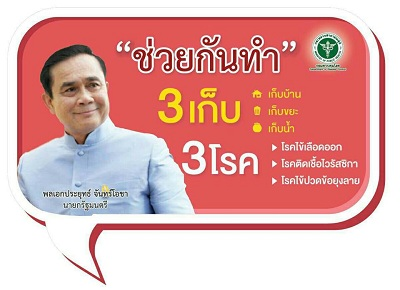 “ช่วยกันทำ”
3 เก็บ
เก็บบ้าน
เก็บขยะ
เก็บน้ำ
3 โรค
โรคไข้เลือดออก
โรคติดเชื้อไวรัสซิกา
โรคไข้ปวดข้อยุงลาย
พลเอกประยุทธ์ จันทร์โอชา
นายกรัฐมนตรี